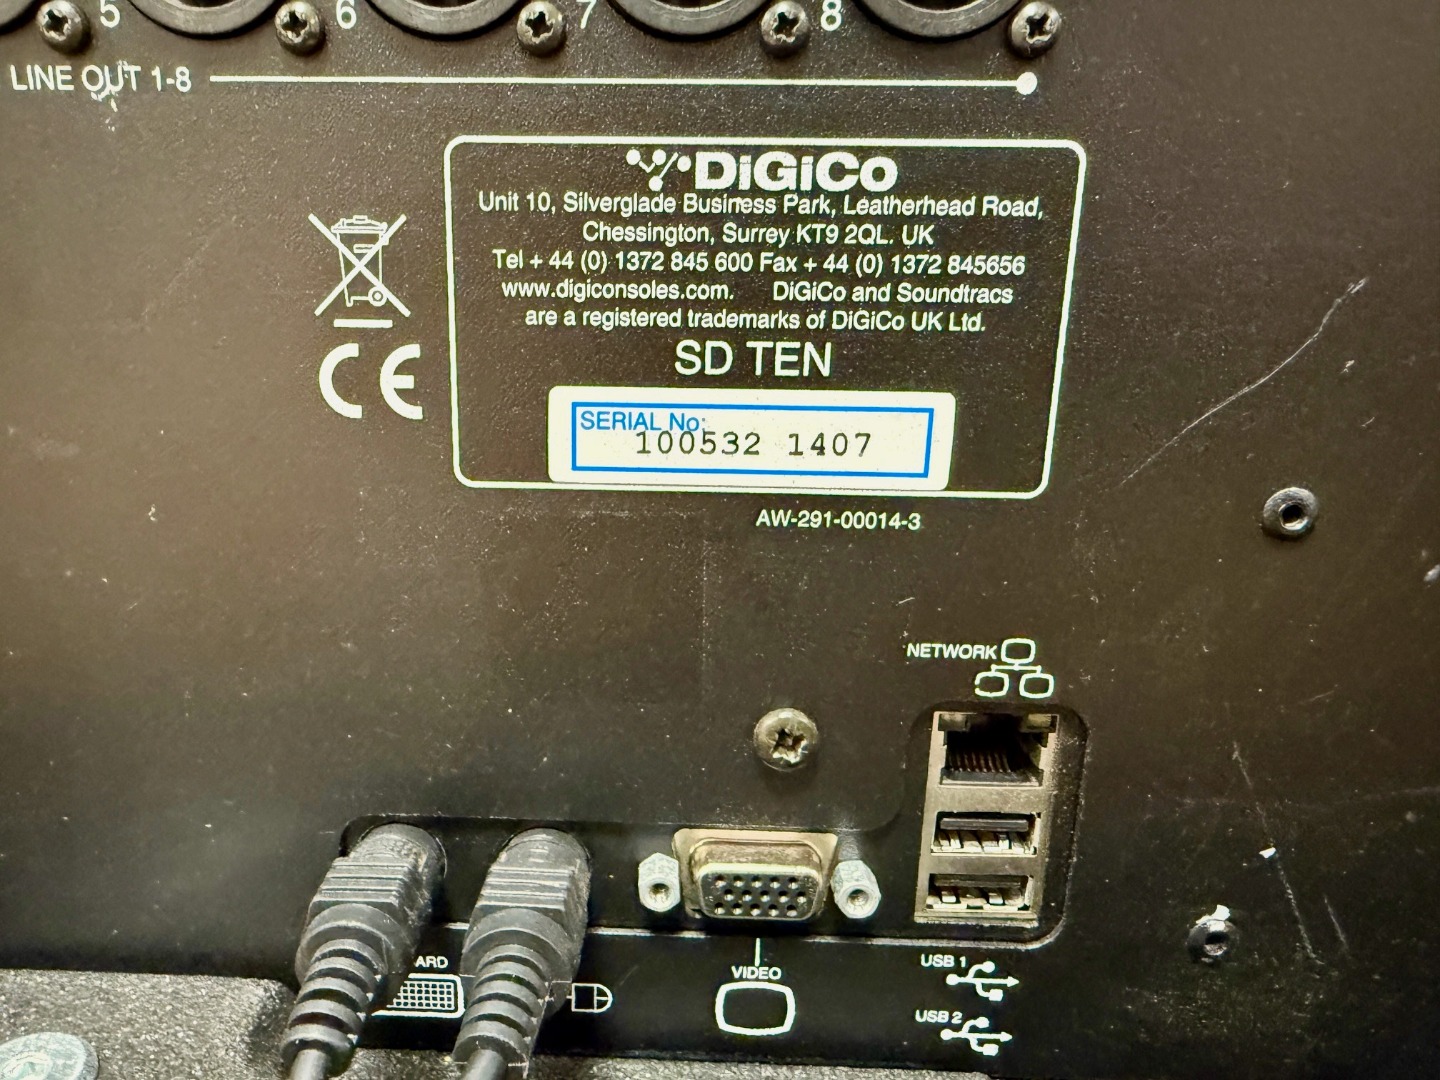 5 6 7 8
LINE OUT 1-8
DiGiCo
Unit 10, Silverglade Business Park, Leatherhead Road,
Chessington, Surrey KT9 2QL. UK
Tel + 44 (0) 1372 845 600 Fax + 44 (0) 1372 845656
www.digiconsoles.com. DiGiCo and Soundtracs
are a registered trademarks of DiGiCo UK Ltd.
SD TEN
CE
SERIAL No:
100532 1407
AW-291-00014-3
NETWORK
ARD
VIDEO
USB 1
USB 2